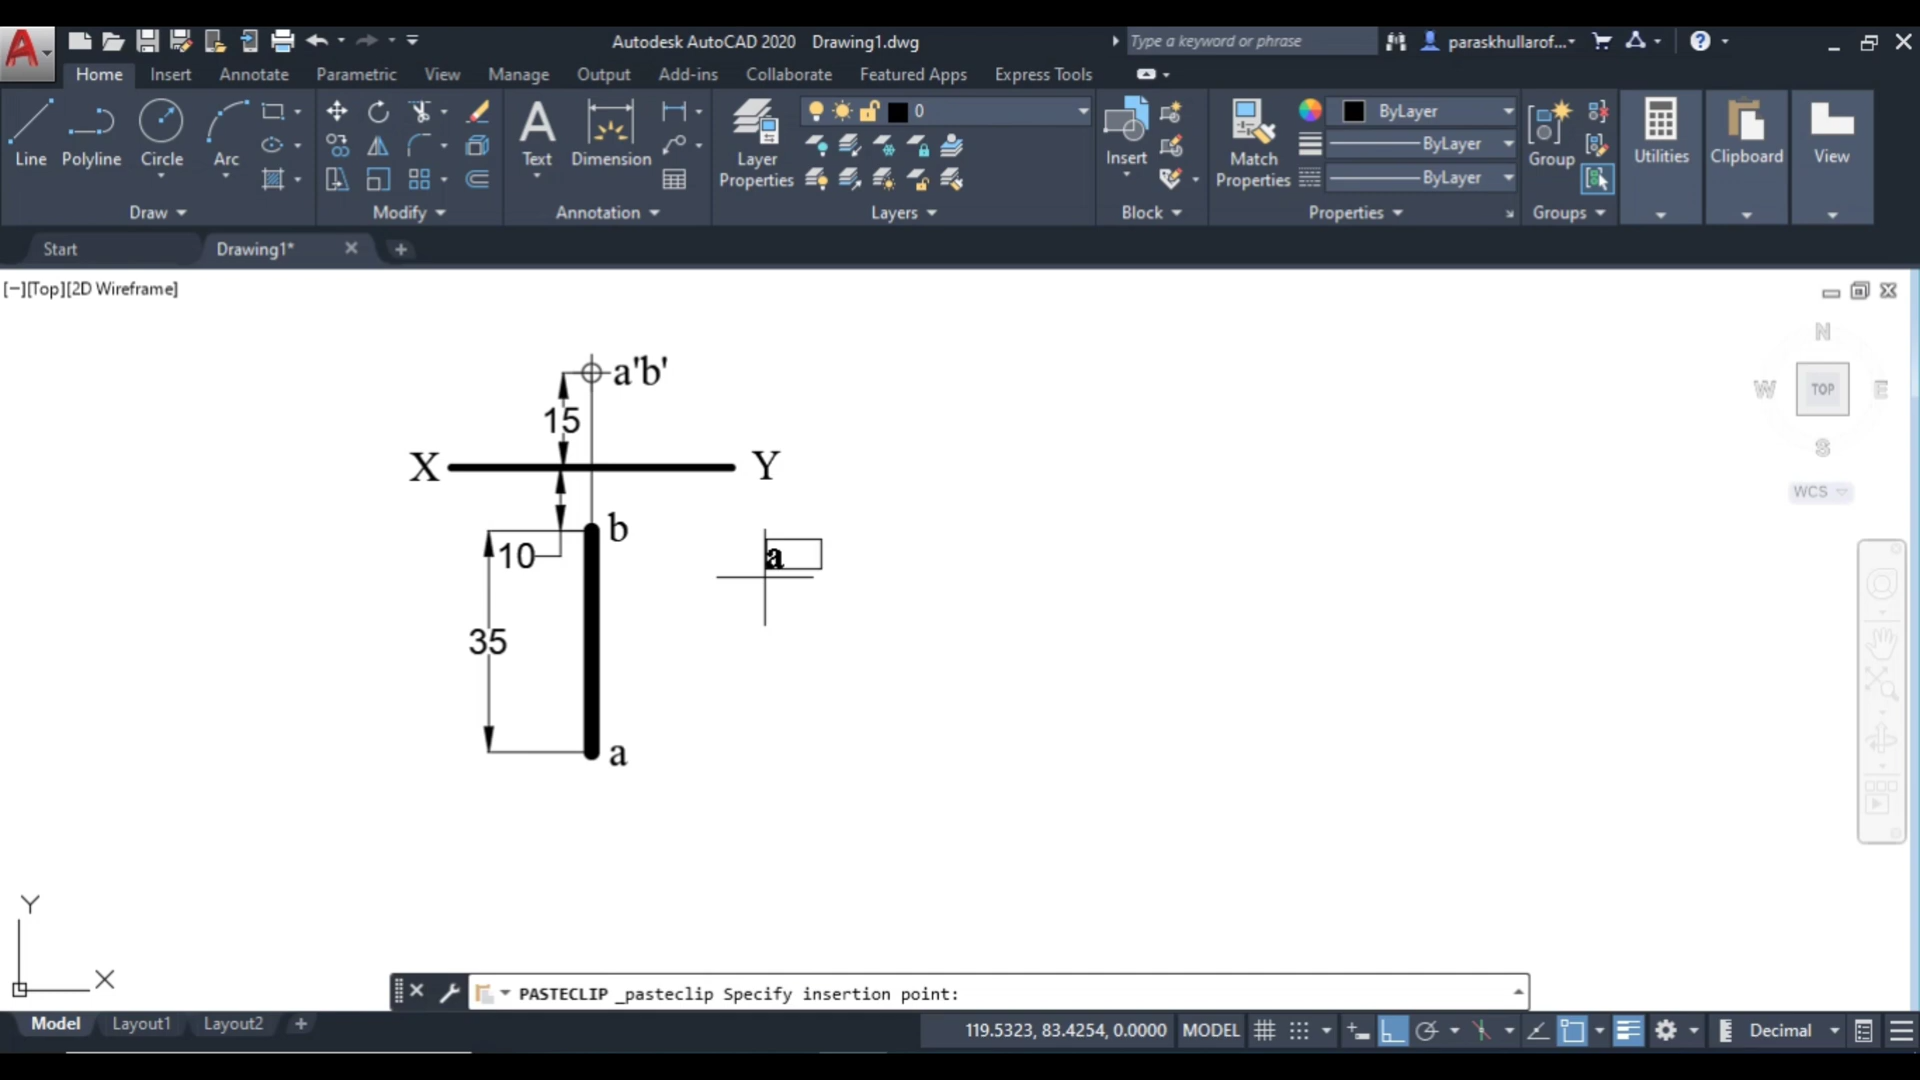 Autodesk AutoCAD 2020 Drawing1.dwg
Type a keyword or phrase
paraskhullarof...
Home Insert Annotate Parametric View Manage Output Add-ins Collaborate Featured Apps Express Tools
Line Polyline Circle Arc
Draw
Modify
Text Dimension
Annotation
Layer Properties
0
Layers
Insert
Block
Match Properties
ByLayer
ByLayer
ByLayer
Properties
Group
Groups
Utilities
Clipboard
View
Start Drawing1*
[−][Top][2D Wireframe]
N
W TOP E
S
WCS
a'b'
15
X Y
b
a
10
35
a
Y
X
PASTECLIP _pasteclip Specify insertion point:
Model Layout1 Layout2
119.5323, 83.4254, 0.0000 MODEL
Decimal